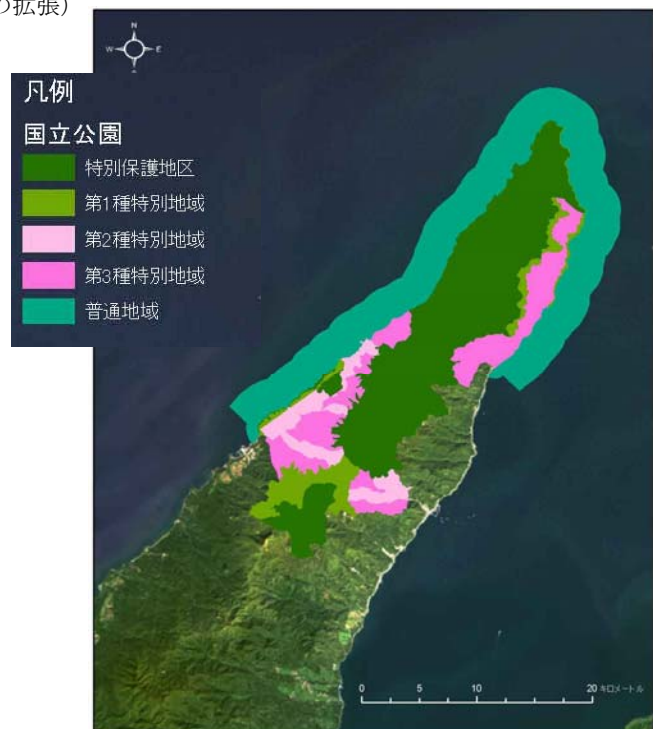 の拡張)
N
W E
凡例
国立公園
特別保護地区
第1種特別地域
第2種特別地域
第3種特別地域
普通地域
0 5 10 20 キロメートル